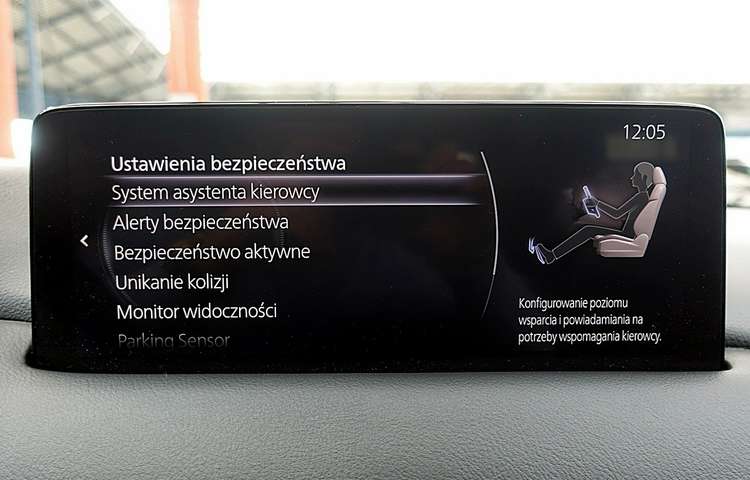 12:05
Ustawienia bezpieczeństwa
System asystenta kierowcy
Alerty bezpieczeństwa
Bezpieczeństwo aktywne
Unikanie kolizji
Monitor widoczności
Parking Sensor
Konfigurowanie poziomu
wsparcia i powiadamiania na
potrzeby wspomagania kierowcy.